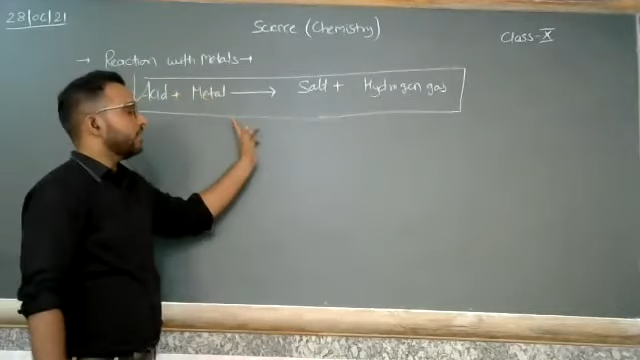 28/06/21
Science (Chemistry)
Class-X
→ Reaction with Metals →
Acid + Metal → Salt + Hydrogen gas